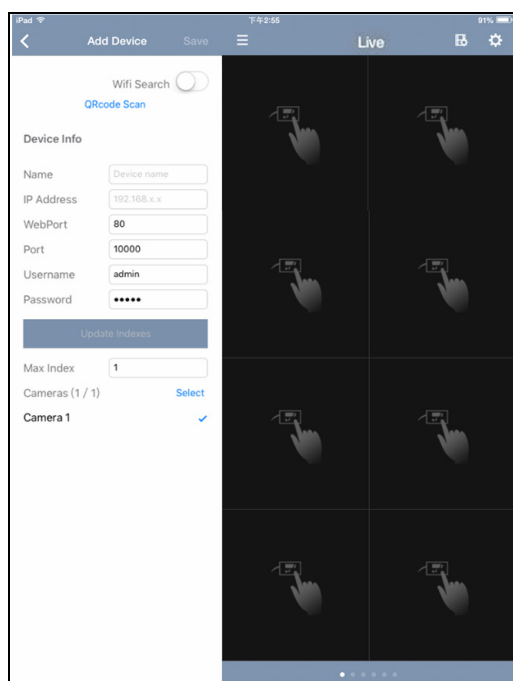 iPad 下午2:55 91%
Add Device Save
Live
Wifi Search
QRcode Scan
Device Info
Name Device name
IP Address 192.168.x.x
WebPort 80
Port 10000
Username admin
Password •••••
Update Indexes
Max Index 1
Cameras (1 / 1) Select
Camera 1